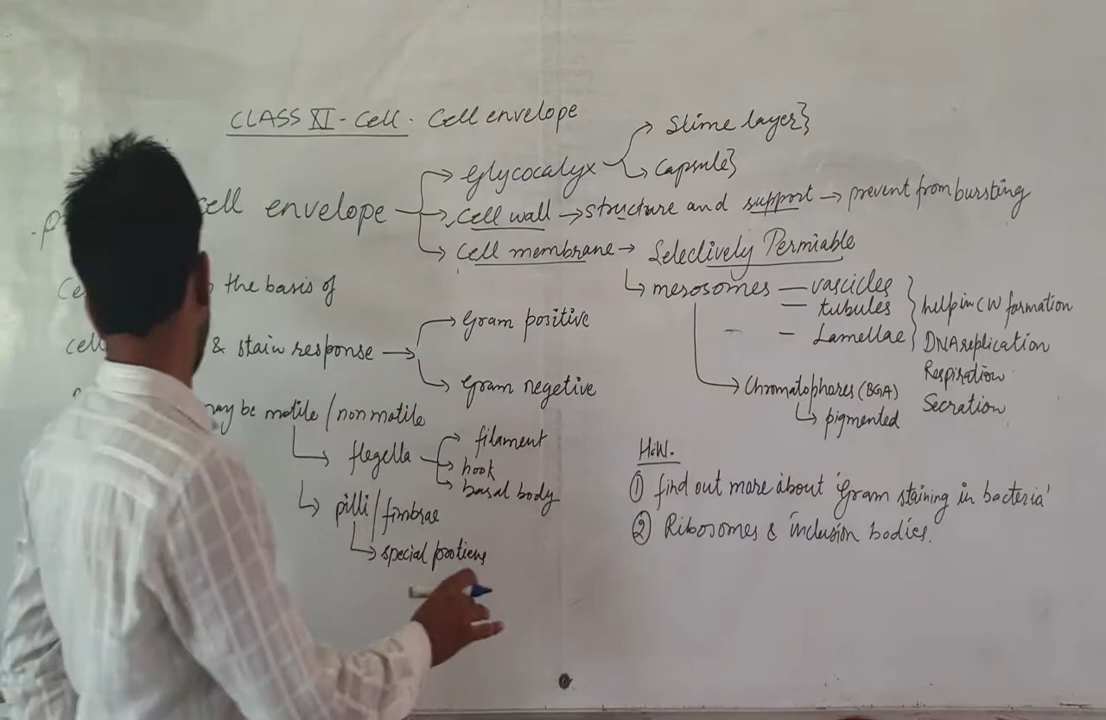 CLASS XI - Cell. Cell envelope
cell envelope → Glycocalyx → Slime layer}
→ Capsule}
→ Cell wall → structure and support → prevent from bursting
→ Cell membrane → Selectively Permiable
↳ mesosomes — vascicles
— tubules
— Lamellae
} help in CW formation
DNA replication
Respiration
Secration
→ Chromatophores (BGA)
↳ pigmented
the basis of
& stain response → Gram positive
→ Gram negetive
may be motile / non motile
↳ flegella → filament
→ hook
→ basal body
↳ pilli / fimbrae
↳ special protiens
H.W.
① find out more about 'Gram staining in bacteria'
② Ribosomes & inclusion bodies.